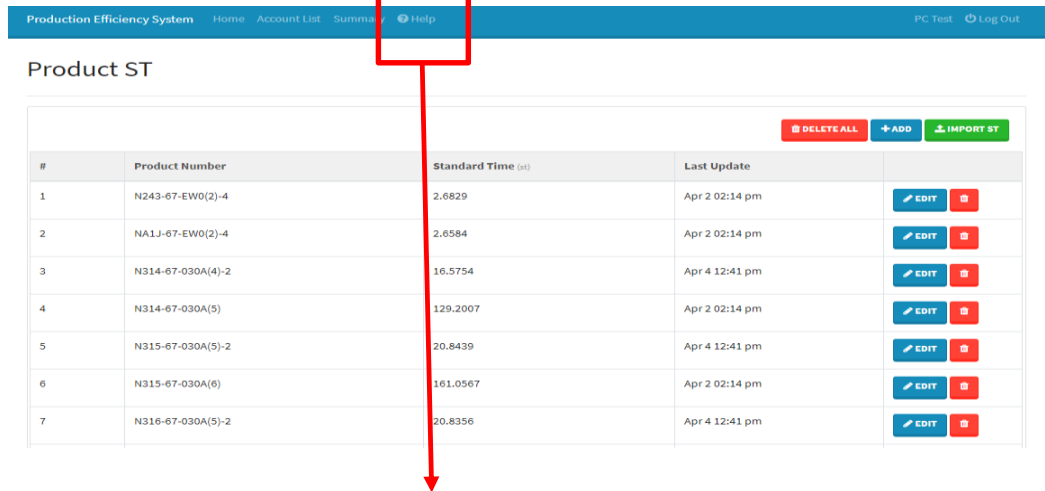 Production Efficiency System Home Account List Summary Help PC Test Log Out
Product ST
DELETE ALL +ADD IMPORT ST
# Product Number Standard Time (st) Last Update
1 N243-67-EW0(2)-4 2.6829 Apr 2 02:14 pm EDIT
2 NA1J-67-EW0(2)-4 2.6584 Apr 2 02:14 pm EDIT
3 N314-67-030A(4)-2 16.5754 Apr 4 12:41 pm EDIT
4 N314-67-030A(5) 129.2007 Apr 2 02:14 pm EDIT
5 N315-67-030A(5)-2 20.8439 Apr 4 12:41 pm EDIT
6 N315-67-030A(6) 161.0567 Apr 2 02:14 pm EDIT
7 N316-67-030A(5)-2 20.8356 Apr 4 12:41 pm EDIT